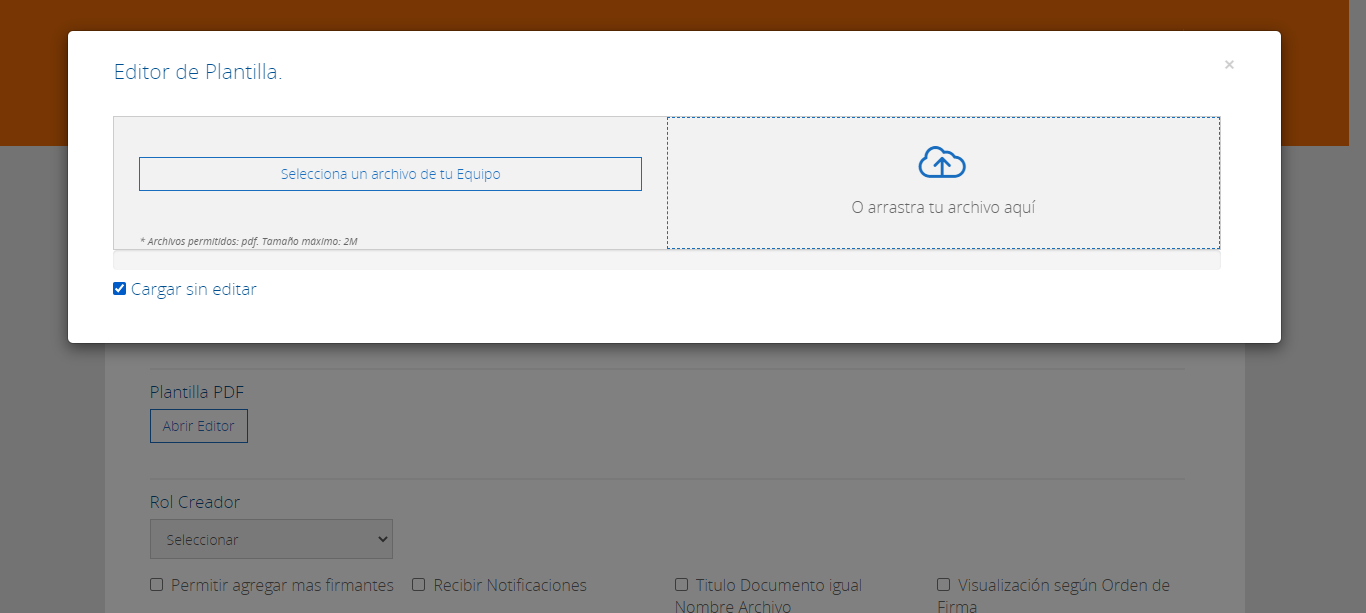 Editor de Plantilla.
×
Selecciona un archivo de tu Equipo
O arrastra tu archivo aquí
* Archivos permitidos: pdf. Tamaño máximo: 2M
Cargar sin editar
Plantilla PDF
Abrir Editor
Rol Creador
Seleccionar
Permitir agregar mas firmantes
Recibir Notificaciones
Titulo Documento igual
Nombre Archivo
Visualización según Orden de
Firma